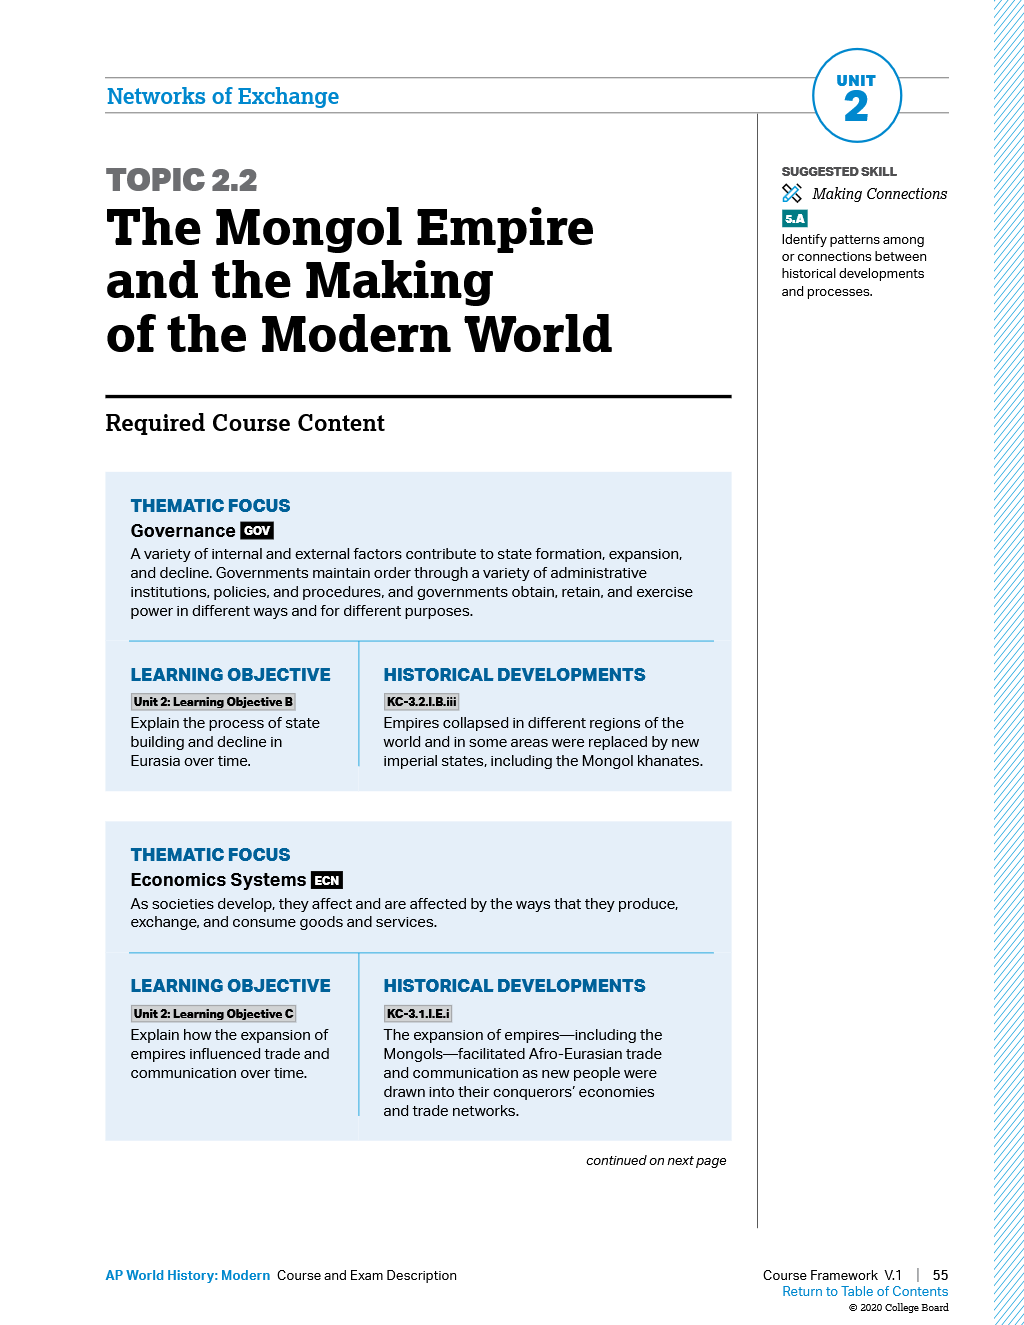 Networks of Exchange
UNIT
2
TOPIC 2.2
The Mongol Empire
and the Making
of the Modern World
Required Course Content
THEMATIC FOCUS
Governance GOV
A variety of internal and external factors contribute to state formation, expansion,
and decline. Governments maintain order through a variety of administrative
institutions, policies, and procedures, and governments obtain, retain, and exercise
power in different ways and for different purposes.
LEARNING OBJECTIVE
Unit 2: Learning Objective B
Explain the process of state
building and decline in
Eurasia over time.
HISTORICAL DEVELOPMENTS
KC-3.2.I.B.iii
Empires collapsed in different regions of the
world and in some areas were replaced by new
imperial states, including the Mongol khanates.
THEMATIC FOCUS
Economics Systems ECN
As societies develop, they affect and are affected by the ways that they produce,
exchange, and consume goods and services.
LEARNING OBJECTIVE
Unit 2: Learning Objective C
Explain how the expansion of
empires influenced trade and
communication over time.
HISTORICAL DEVELOPMENTS
KC-3.1.I.E.i
The expansion of empires—including the
Mongols—facilitated Afro-Eurasian trade
and communication as new people were
drawn into their conquerors’ economies
and trade networks.
continued on next page
SUGGESTED SKILL
Making Connections
5.A
Identify patterns among
or connections between
historical developments
and processes.
AP World History: Modern Course and Exam Description
Course Framework V.1 | 55
Return to Table of Contents
© 2020 College Board